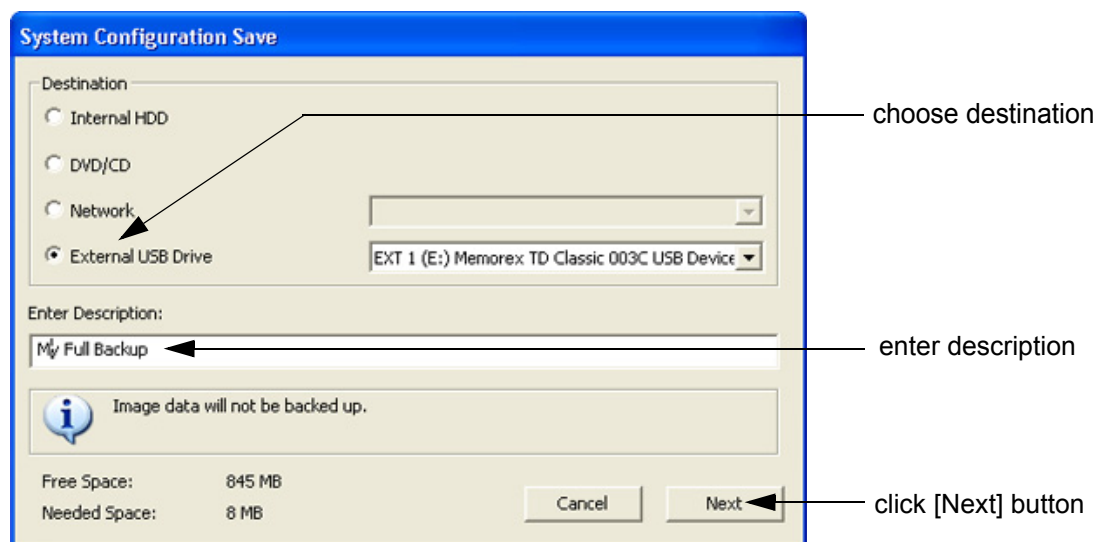 System Configuration Save
Destination
Internal HDD
choose destination
DVD/CD
Network
External USB Drive
EXT 1 (E:) Memorex TD Classic 003C USB Device
Enter Description:
My Full Backup
enter description
Image data will not be backed up.
Free Space: 845 MB
Needed Space: 8 MB
Cancel
Next
click [Next] button